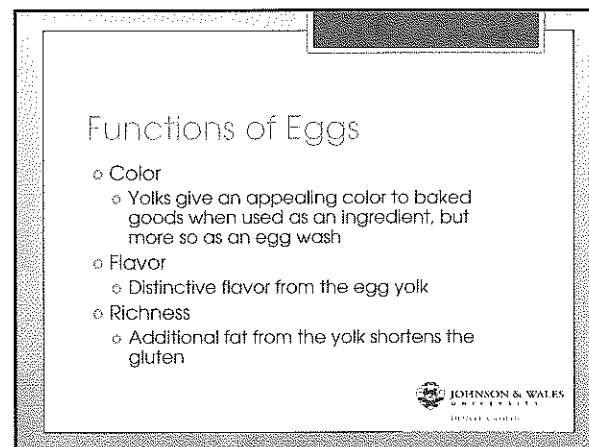 Functions of Eggs
○ Color
○ Yolks give an appealing color to baked
goods when used as an ingredient, but
more so as an egg wash
○ Flavor
○ Distinctive flavor from the egg yolk
○ Richness
○ Additional fat from the yolk shortens the
gluten
JOHNSON & WALES
UNIVERSITY